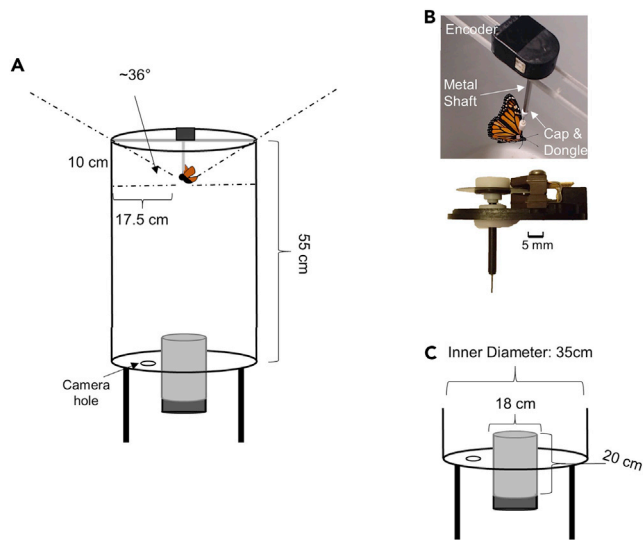 A
~36°
10 cm
17.5 cm
55 cm
Camera
hole
B
Encoder
Metal
Shaft
Cap &
Dongle
5 mm
C
Inner Diameter: 35cm
18 cm
20 cm